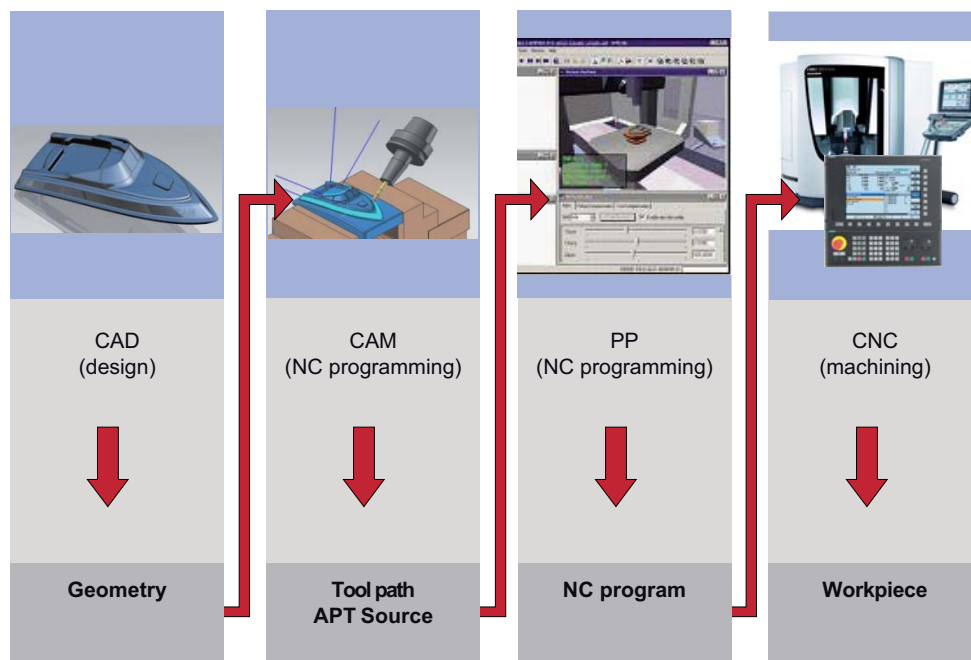 CAD
(design)
Geometry
CAM
(NC programming)
Tool path
APT Source
PP
(NC programming)
NC program
CNC
(machining)
Workpiece